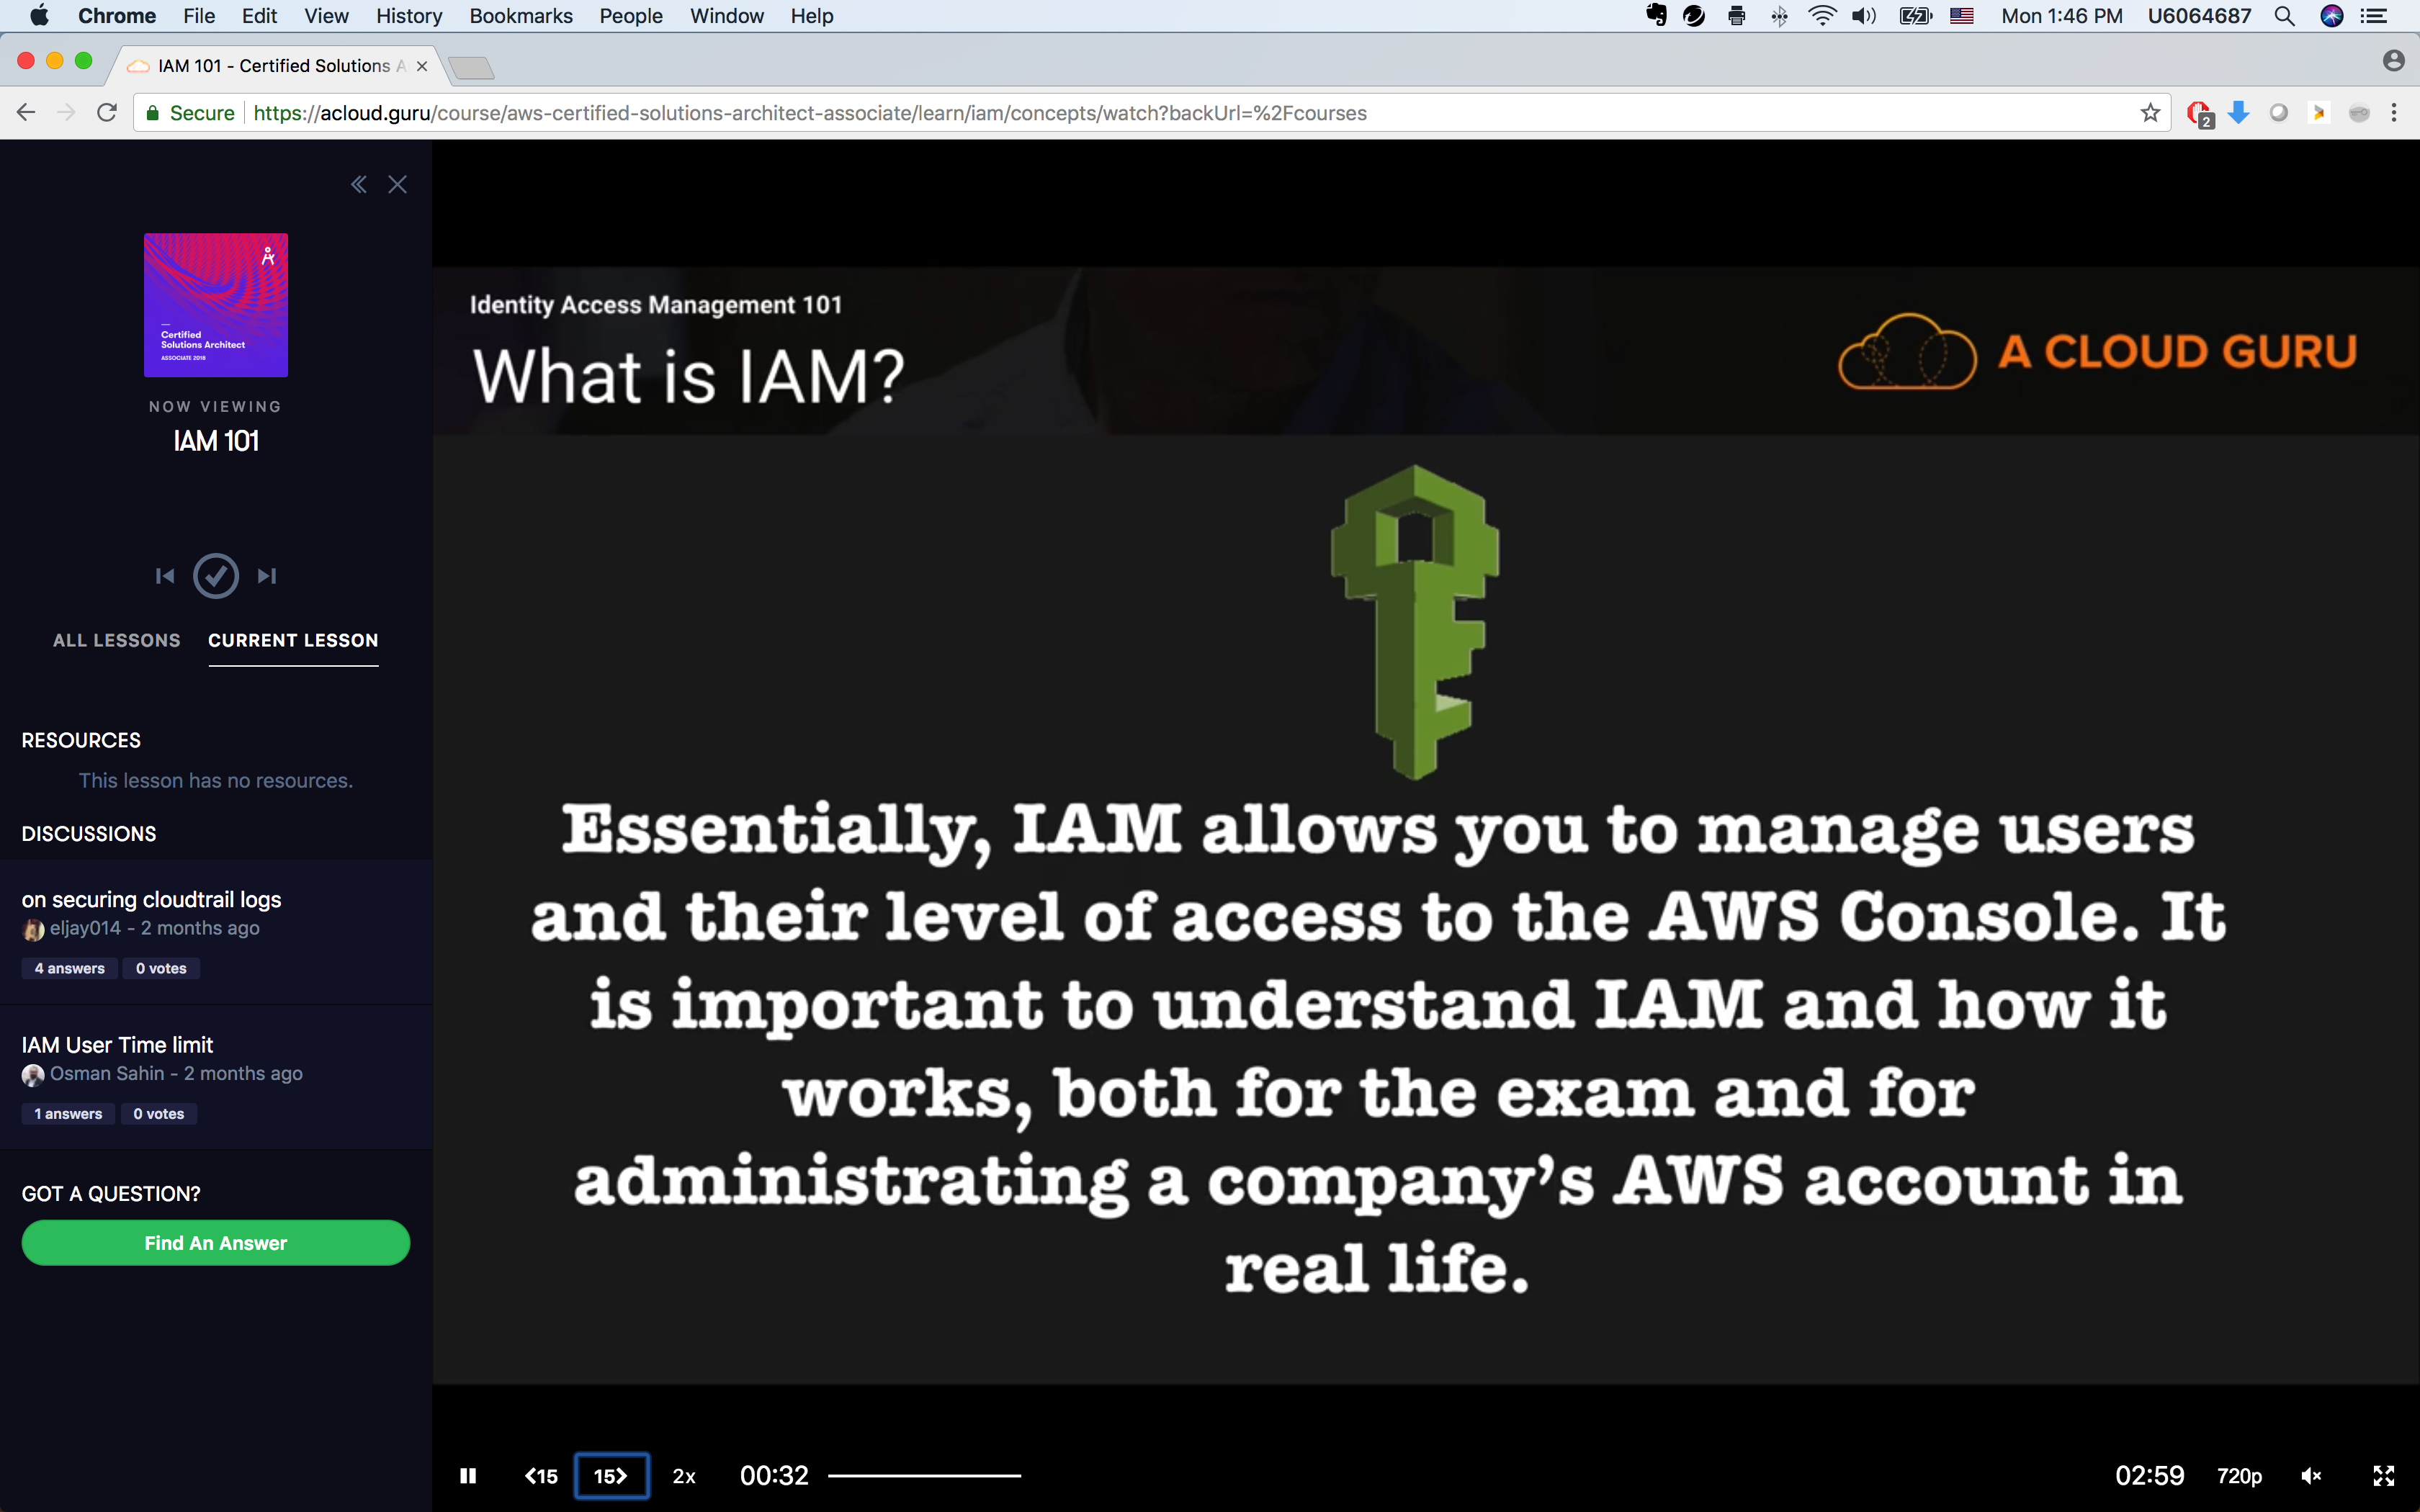 Chrome File Edit View History Bookmarks People Window Help Mon 1:46 PM U6064687
IAM 101 - Certified Solutions A
Secure https://acloud.guru/course/aws-certified-solutions-architect-associate/learn/iam/concepts/watch?backUrl=%2Fcourses 2
Certified
Solutions Architect
ASSOCIATE 2018
NOW VIEWING
IAM 101
ALL LESSONS CURRENT LESSON
RESOURCES
This lesson has no resources.
DISCUSSIONS
on securing cloudtrail logs
eljay014 - 2 months ago
4 answers 0 votes
IAM User Time limit
Osman Sahin - 2 months ago
1 answers 0 votes
GOT A QUESTION?
Find An Answer
Identity Access Management 101
What is IAM?
A CLOUD GURU
Essentially, IAM allows you to manage users
and their level of access to the AWS Console. It
is important to understand IAM and how it
works, both for the exam and for
administrating a company’s AWS account in
real life.
15 15 2x 00:32 02:59 720p